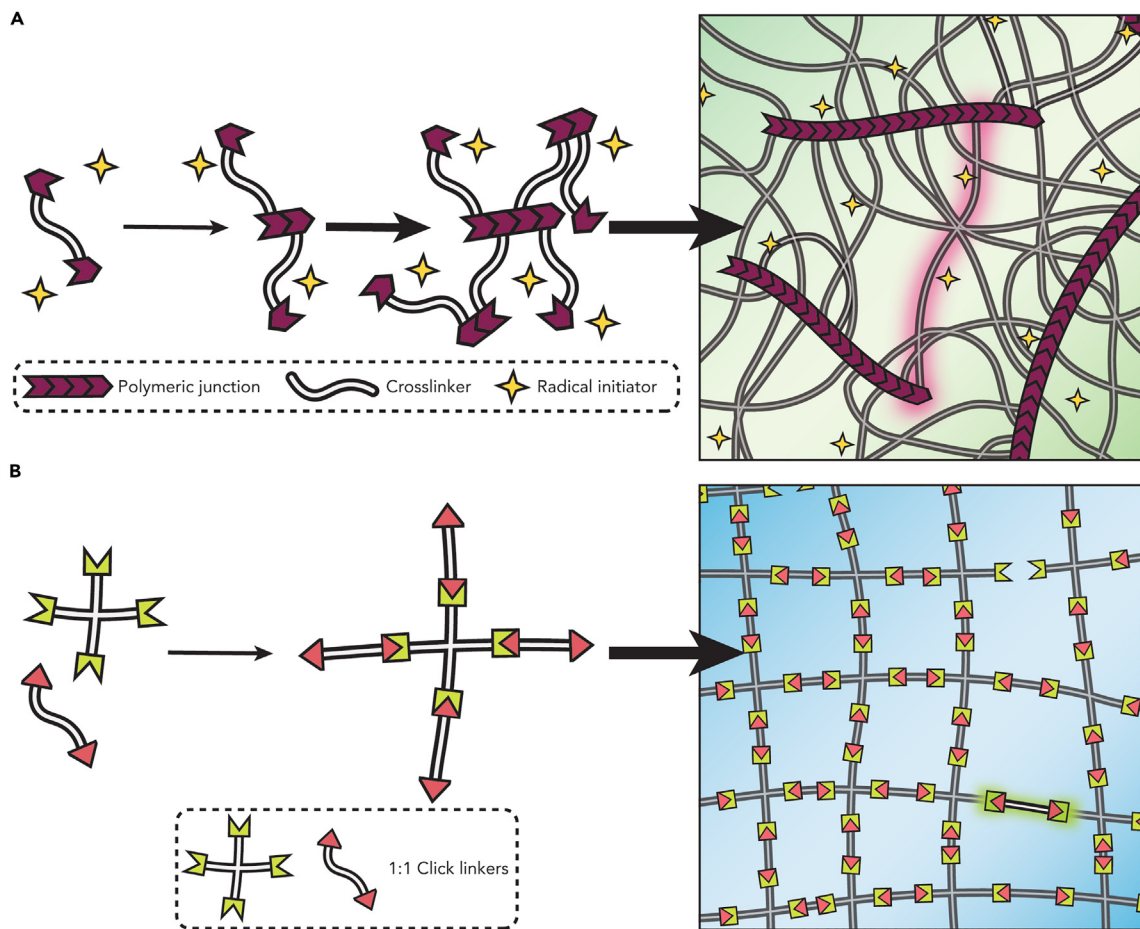 A
Polymeric junction
Crosslinker
Radical initiator
B
1:1 Click linkers